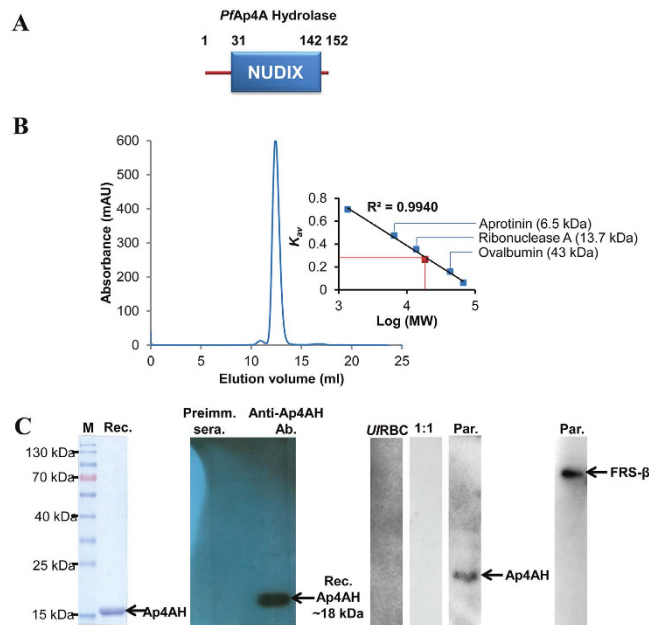 A
PfAp4A Hydrolase
1 31 142 152
NUDIX
B
600
500
400
300
200
100
0
Absorbance (mAU)
0 5 10 15 20 25
Elution volume (ml)
R² = 0.9940
0.8
0.6
0.4
0.2
0
Kav
3 4 5
Log (MW)
Aprotinin (6.5 kDa)
Ribonuclease A (13.7 kDa)
Ovalbumin (43 kDa)
C
M Rec.
130 kDa
70 kDa
40 kDa
25 kDa
15 kDa
Ap4AH
Preimm. sera.
Anti-Ap4AH Ab.
Rec.
Ap4AH
~18 kDa
UIRBC 1:1 Par.
Ap4AH
Par.
FRS-β